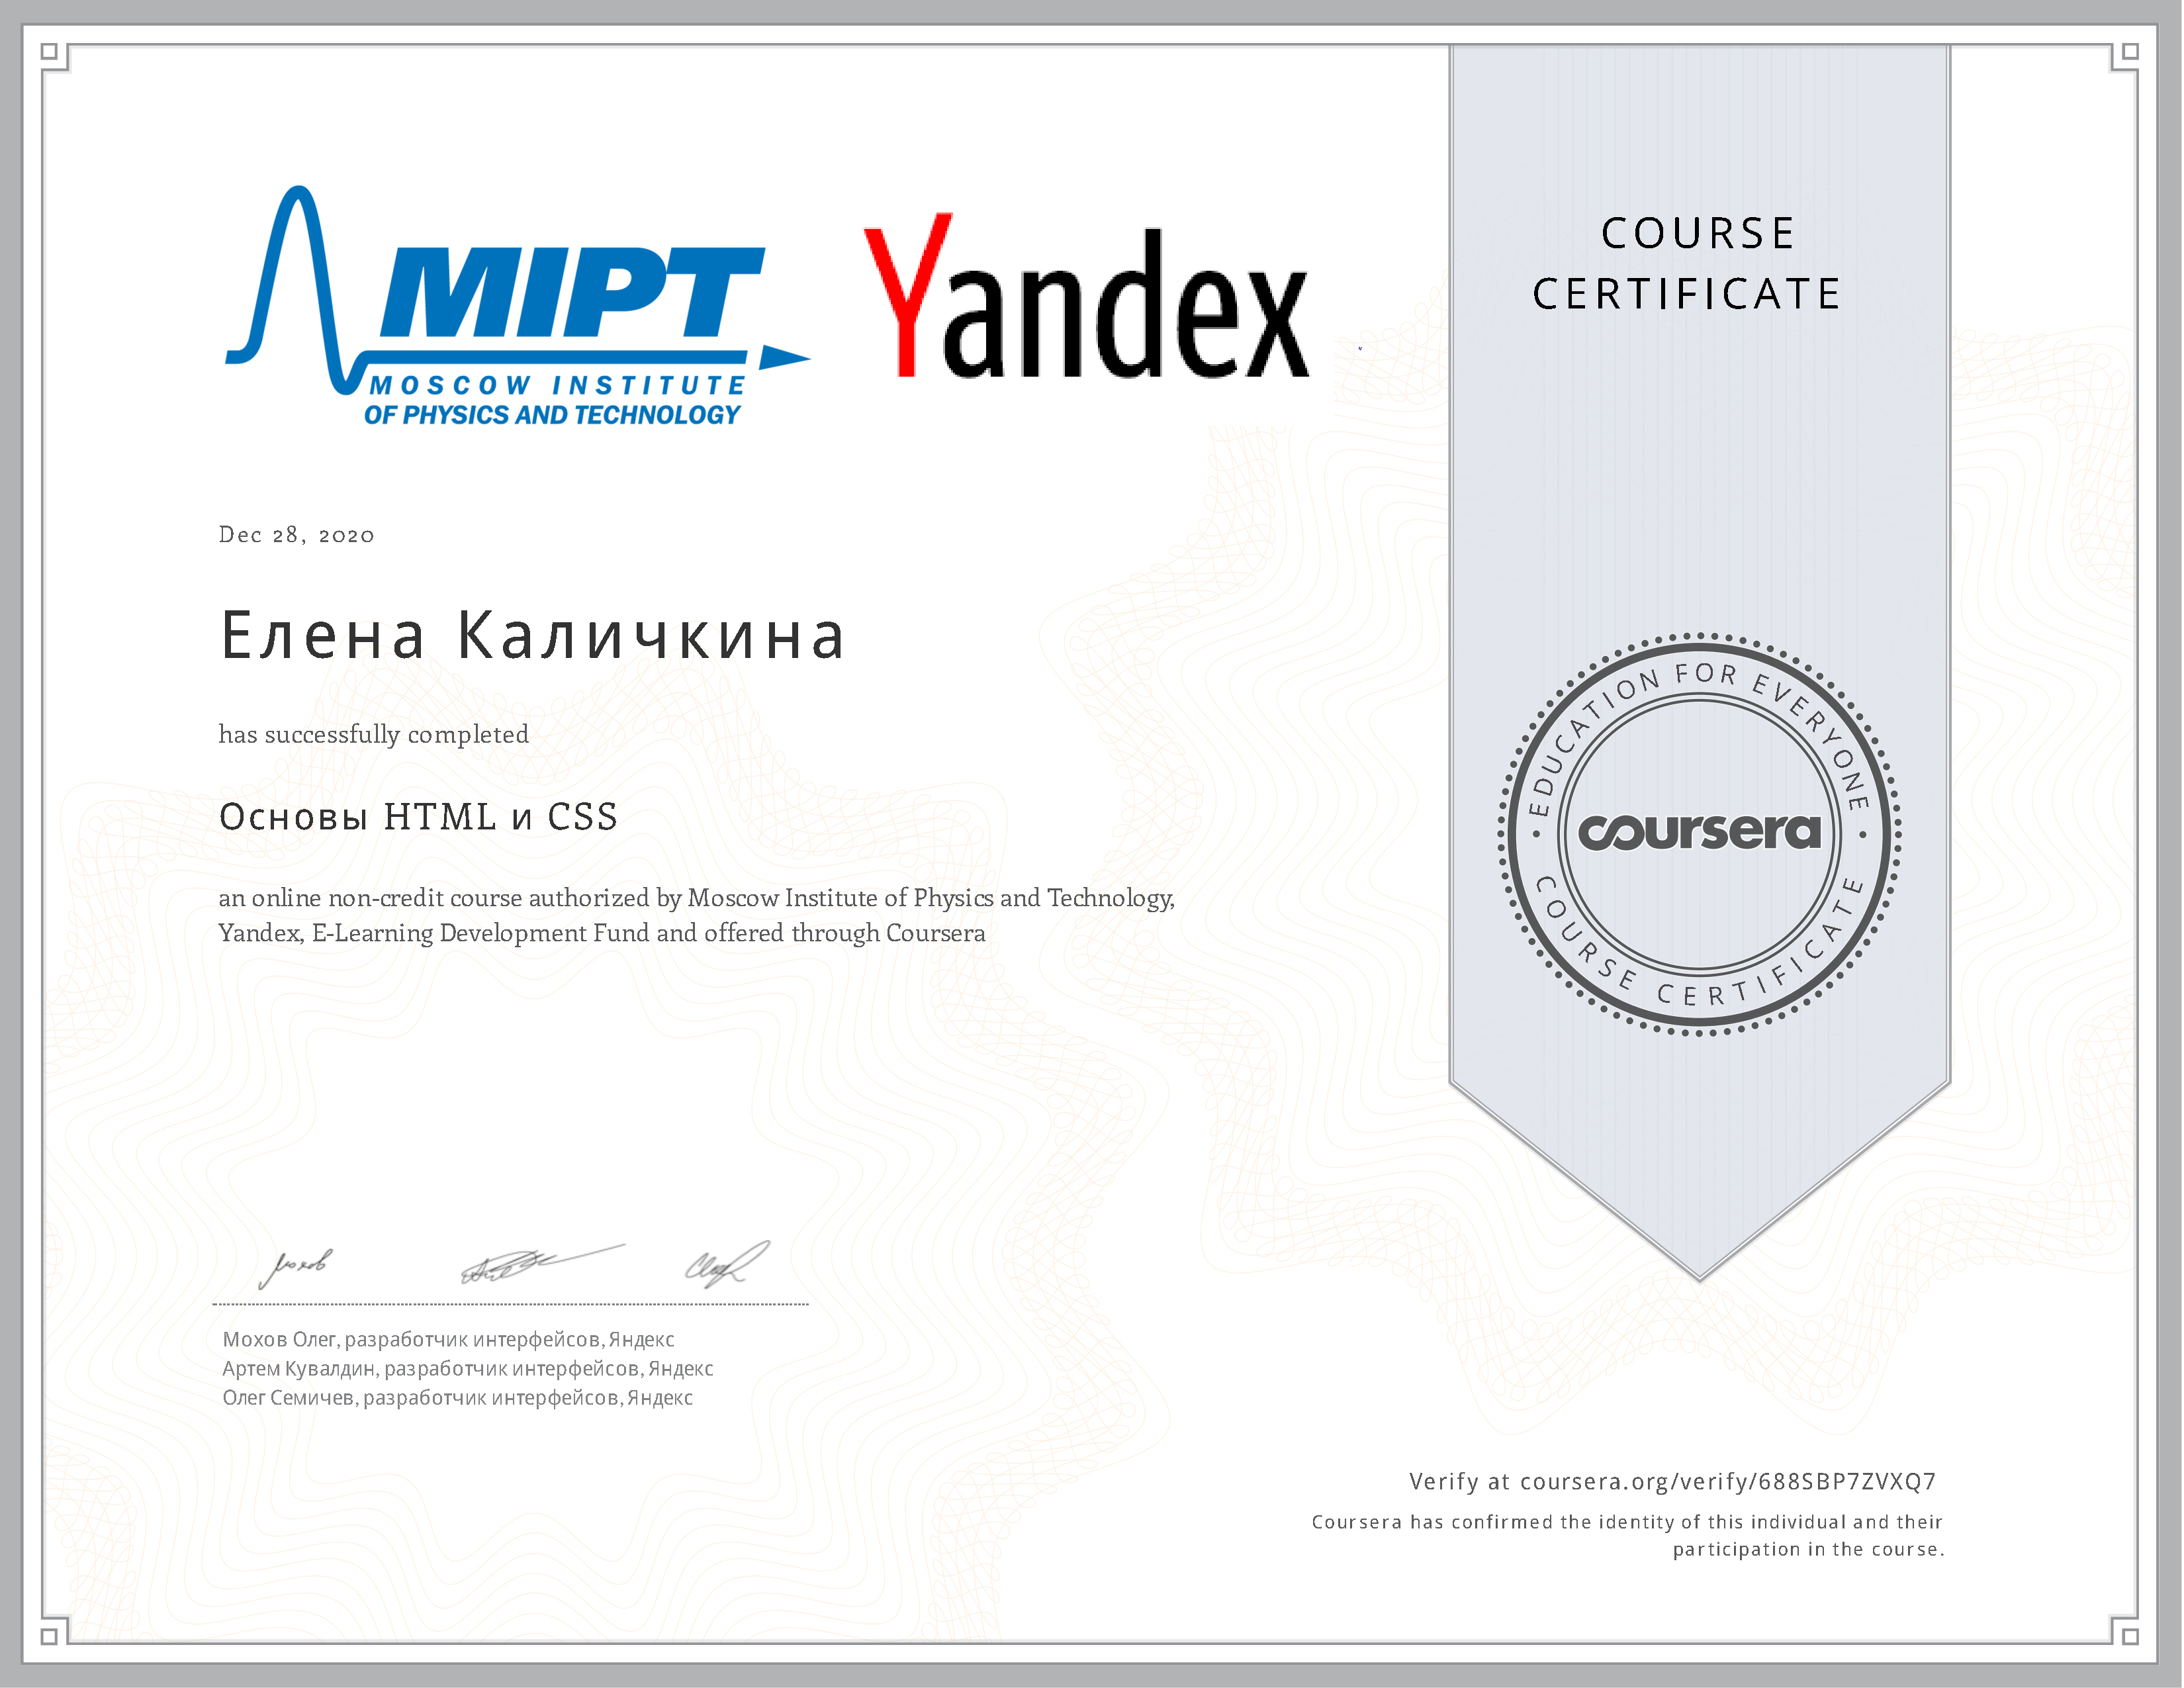 MIPT
MOSCOW INSTITUTE
OF PHYSICS AND TECHNOLOGY
Yandex
COURSE
CERTIFICATE
Dec 28, 2020
Елена Каличкина
has successfully completed
Основы HTML и CSS
an online non-credit course authorized by Moscow Institute of Physics and Technology,
Yandex, E-Learning Development Fund and offered through Coursera
EDUCATION FOR EVERYONE
coursera
COURSE CERTIFICATE
Мохов Олег, разработчик интерфейсов, Яндекс
Артем Кувалдин, разработчик интерфейсов, Яндекс
Олег Семичев, разработчик интерфейсов, Яндекс
Verify at coursera.org/verify/688SBP7ZVXQ7
Coursera has confirmed the identity of this individual and their
participation in the course.